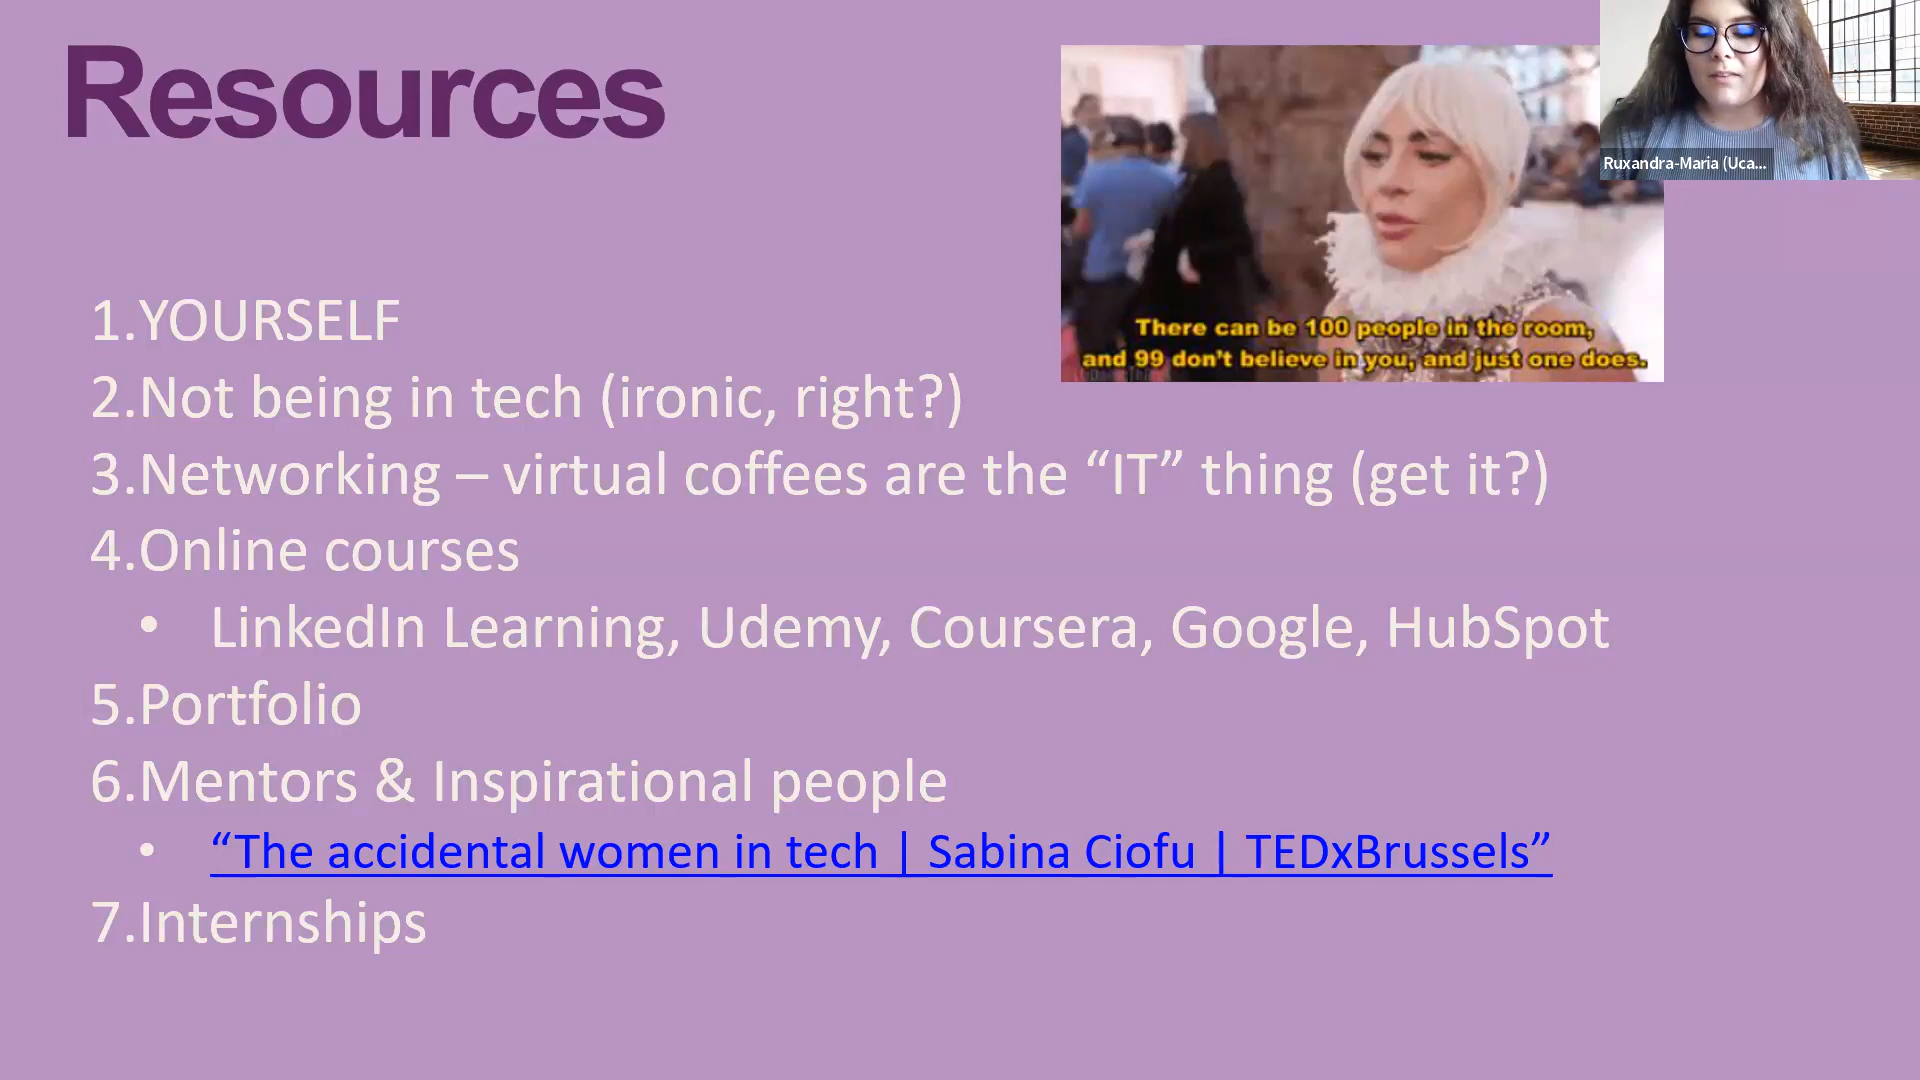 Resources
Ruxandra-Maria (Uca...
There can be 100 people in the room,
and 99 don't believe in you, and just one does.
1.YOURSELF
2.Not being in tech (ironic, right?)
3.Networking – virtual coffees are the “IT” thing (get it?)
4.Online courses
• LinkedIn Learning, Udemy, Coursera, Google, HubSpot
5.Portfolio
6.Mentors & Inspirational people
• “The accidental women in tech | Sabina Ciofu | TEDxBrussels”
7.Internships